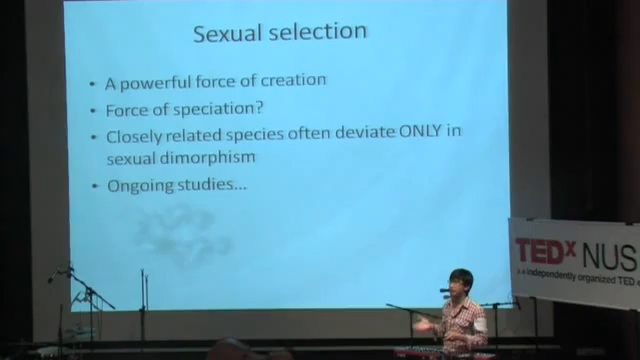 Sexual selection
• A powerful force of creation
• Force of speciation?
• Closely related species often deviate ONLY in
sexual dimorphism
• Ongoing studies...
TEDx NUS
independently organized TED